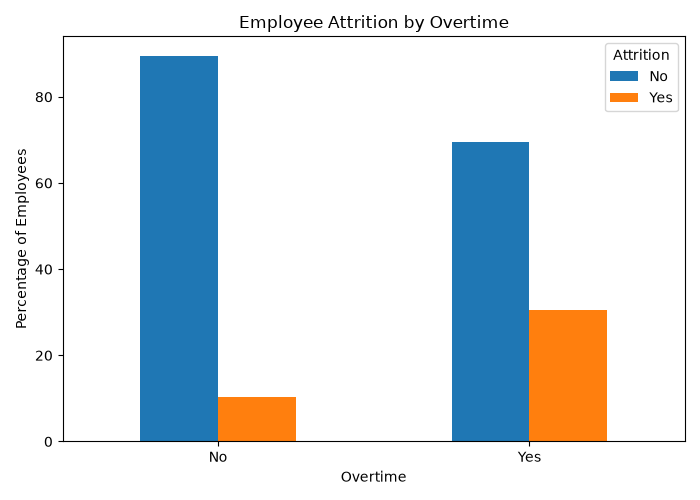 Employee Attrition by Overtime
Attrition
No
Yes
Percentage of Employees
80
60
40
20
0
No
Yes
Overtime